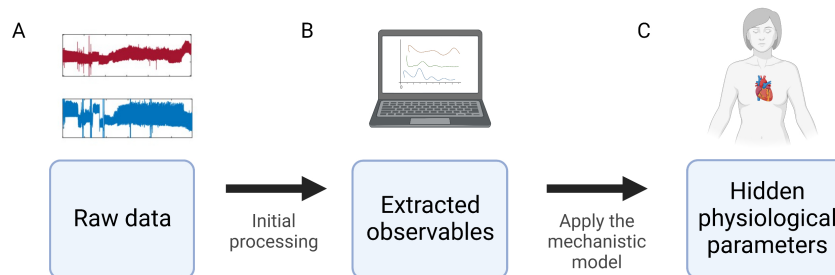 A
B
C
Raw data
Initial
processing
Extracted
observables
Apply the
mechanistic
model
Hidden
physiological
parameters